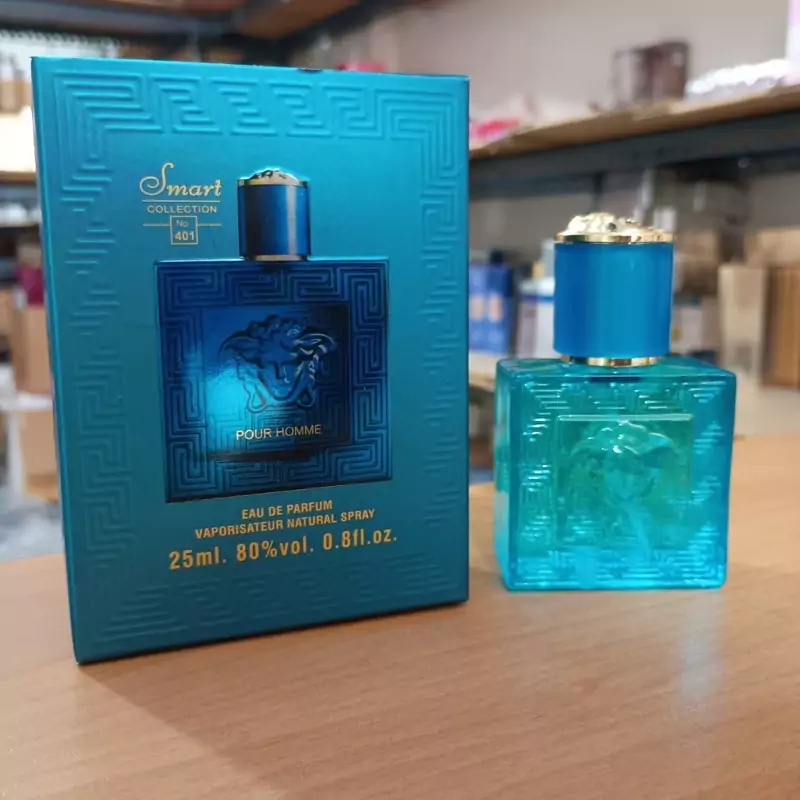 Smart
COLLECTION
No
401
POUR HOMME
EAU DE PARFUM
VAPORISATEUR NATURAL SPRAY
25ml. 80%vol. 0.8fl.oz.